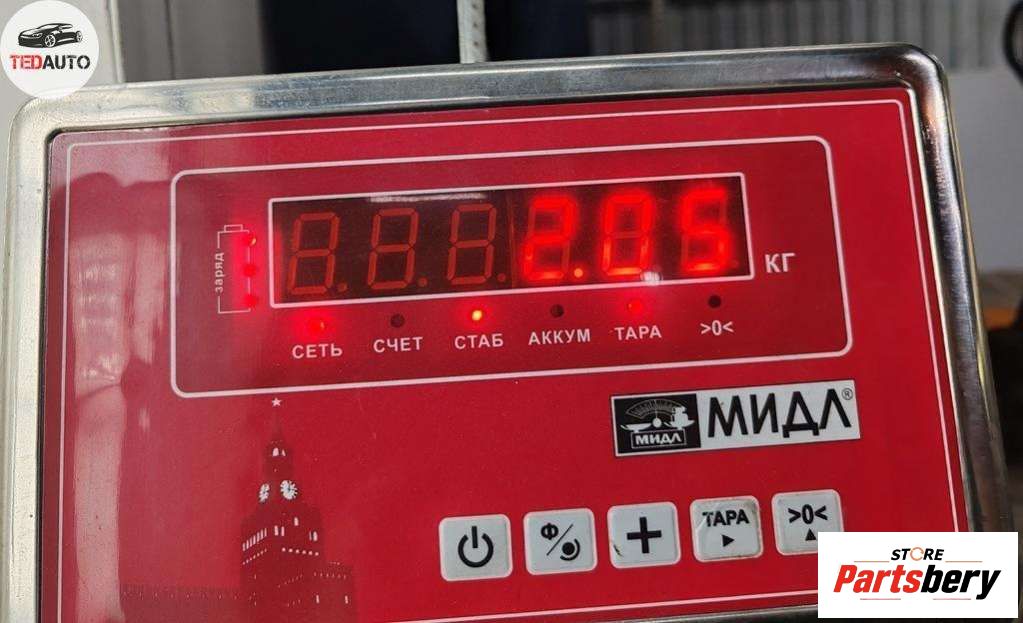 TEDAUTO
заряд
2.05
КГ
СЕТЬ СЧЕТ СТАБ АККУМ ТАРА >0<
МИДЛ
МИДЛ®
Ф ТАРА >0<
STORE
Partsbery